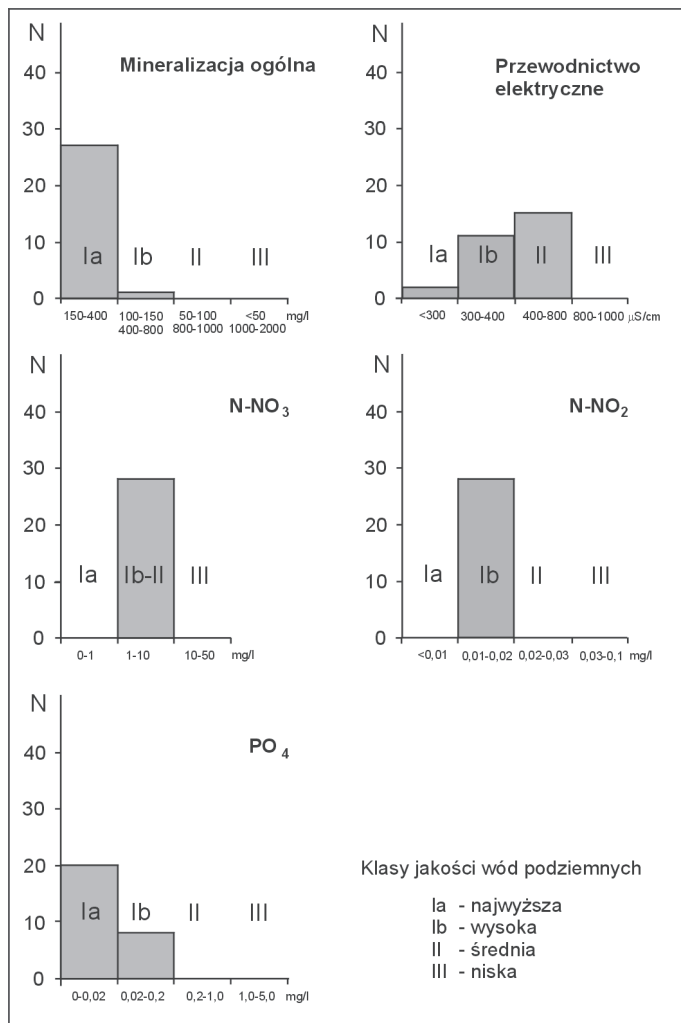 N
Mineralizacja ogólna
40
30
20
10
0
Ia Ib II III
150-400 100-150 50-100 <50 mg/l
400-800 800-1000 1000-2000
N
Przewodnictwo
elektryczne
40
30
20
10
0
Ia Ib II III
<300 300-400 400-800 800-1000 μS/cm
N
N-NO3
40
30
20
10
0
Ia Ib-II III
0-1 1-10 10-50 mg/l
N
N-NO2
40
30
20
10
0
Ia Ib II III
<0,01 0,01-0,02 0,02-0,03 0,03-0,1 mg/l
N
PO4
40
30
20
10
0
Ia Ib II III
0-0,02 0,02-0,2 0,2-1,0 1,0-5,0 mg/l
Klasy jakości wód podziemnych
Ia - najwyższa
Ib - wysoka
II - średnia
III - niska